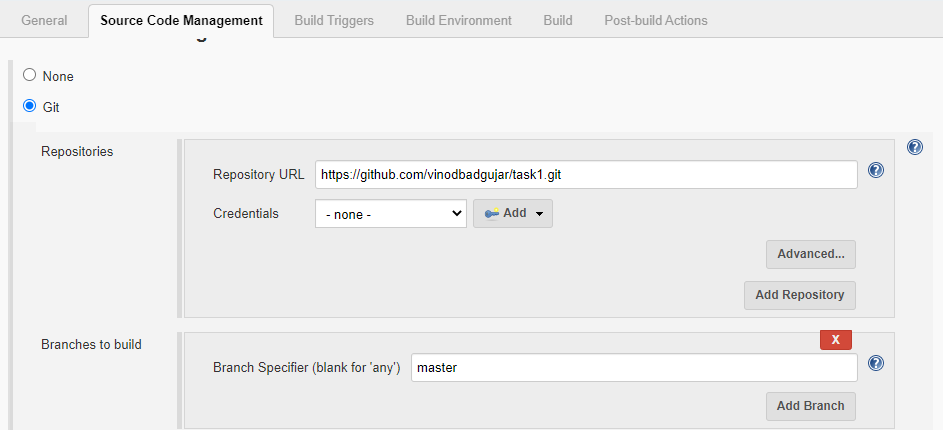 General Source Code Management Build Triggers Build Environment Build Post-build Actions
None
Git
Repositories
Repository URL https://github.com/vinodbadgujar/task1.git
Credentials - none - Add
Advanced...
Add Repository
Branches to build
X
Branch Specifier (blank for 'any') master
Add Branch